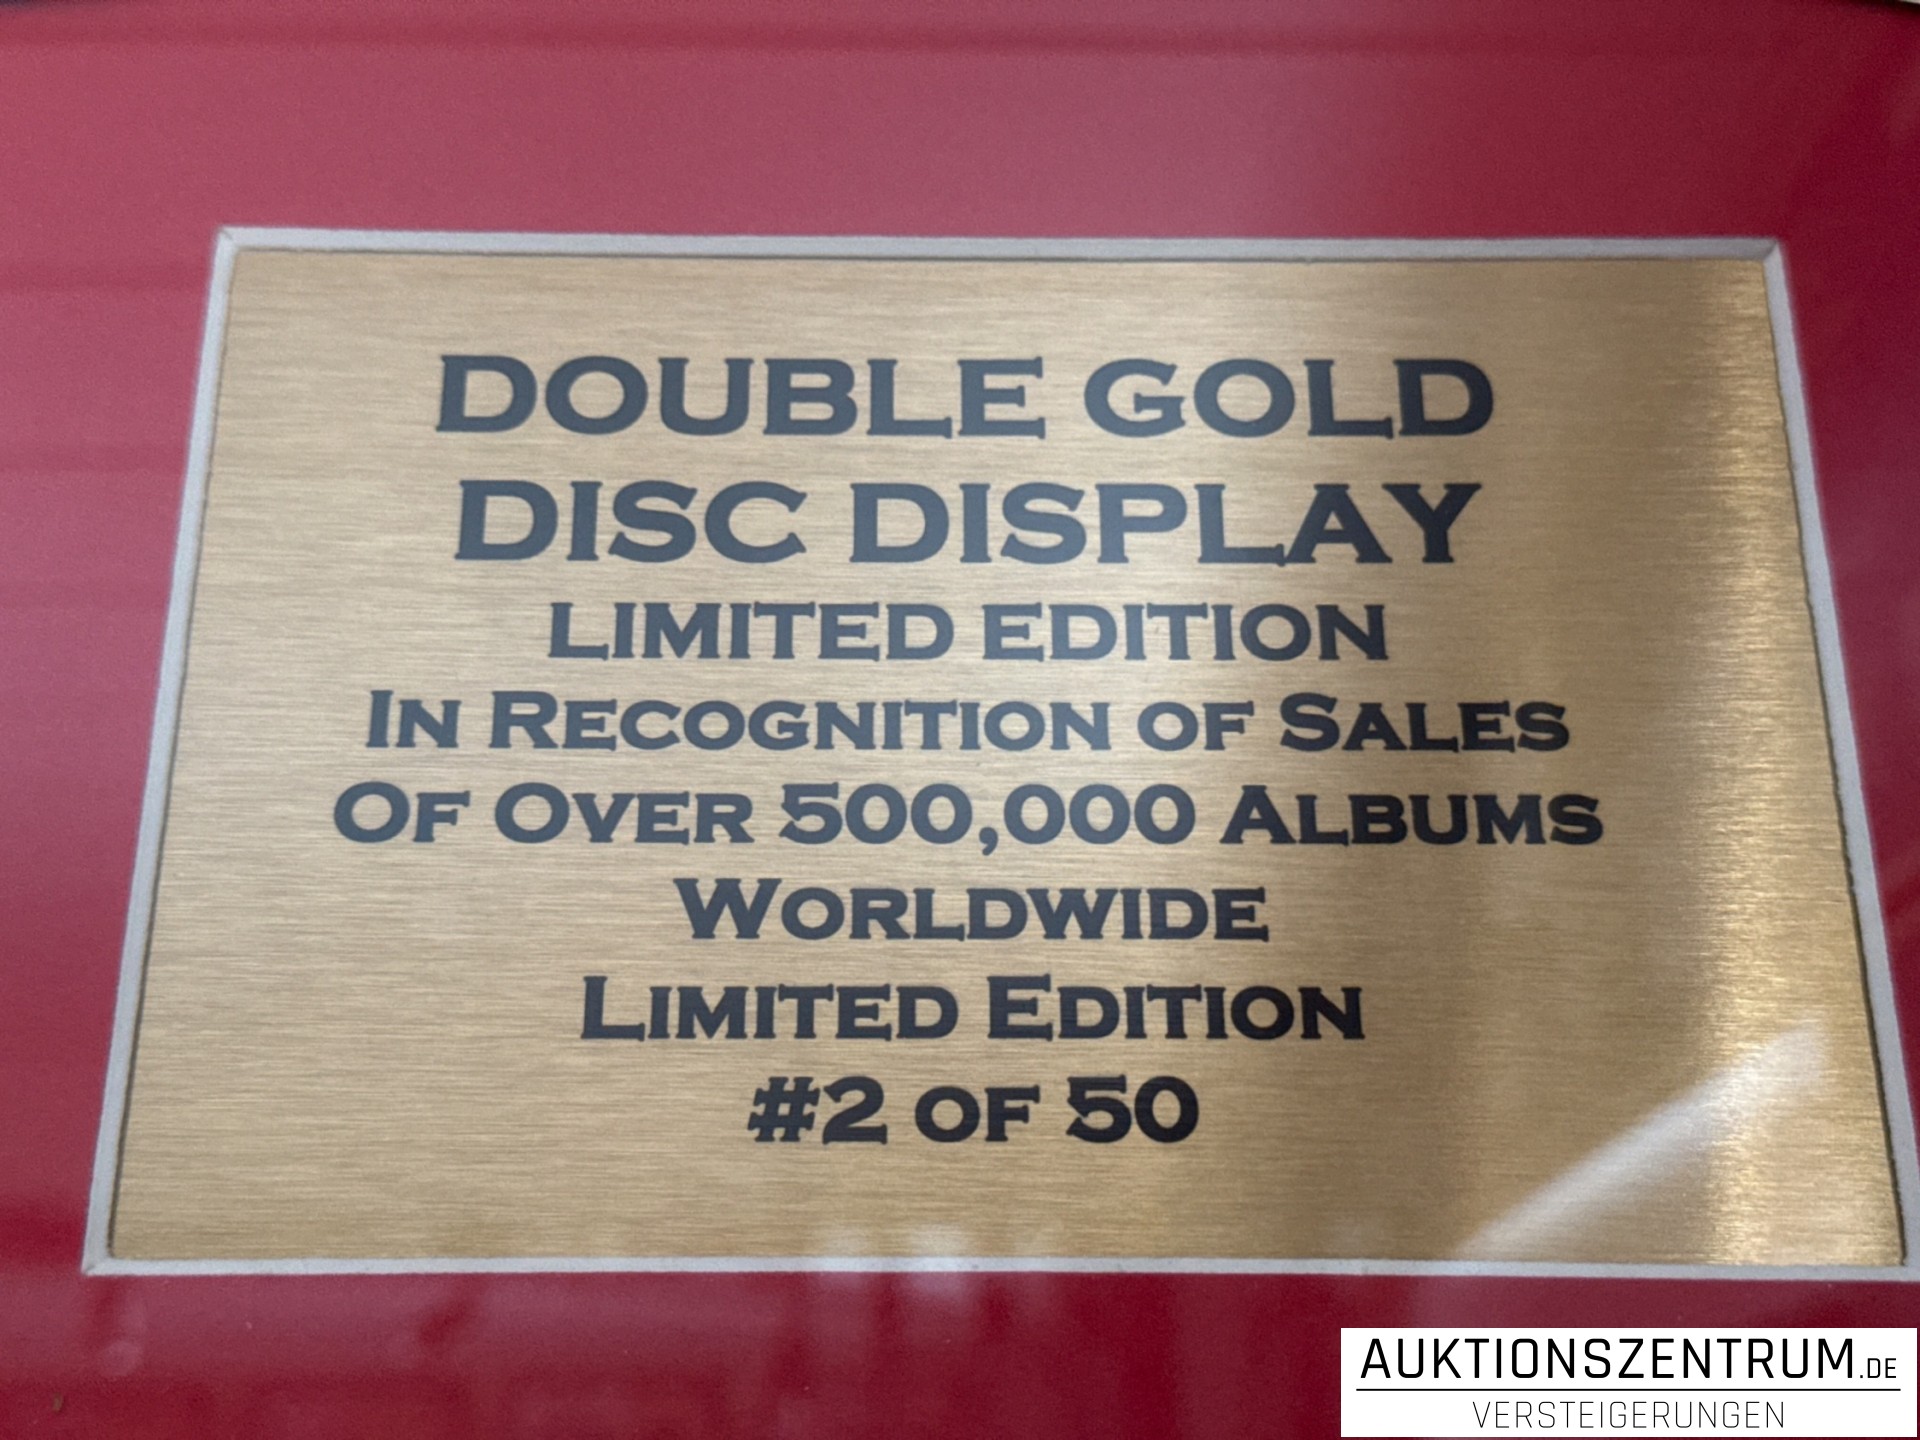 DOUBLE GOLD
DISC DISPLAY
LIMITED EDITION
IN RECOGNITION OF SALES
OF OVER 500,000 ALBUMS
WORLDWIDE
LIMITED EDITION
#2 OF 50
AUKTIONSZENTRUM.DE
VERSTEIGERUNGEN